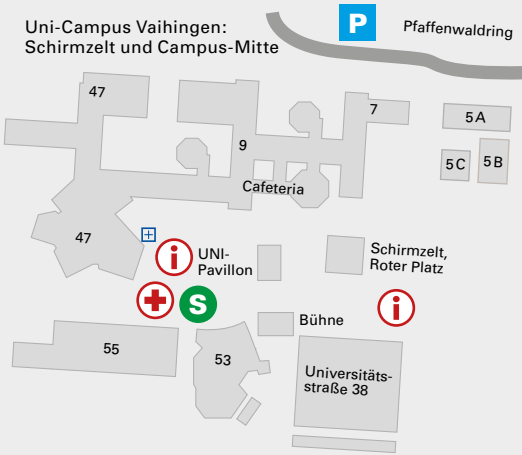 Uni-Campus Vaihingen:
Schirmzelt und Campus-Mitte
P
Pfaffenwaldring
47
7
5A
9
5C
5B
Cafeteria
47
i
UNI-
Pavillon
Schirmzelt,
Roter Platz
S
i
Bühne
55
53
Universitäts-
straße 38